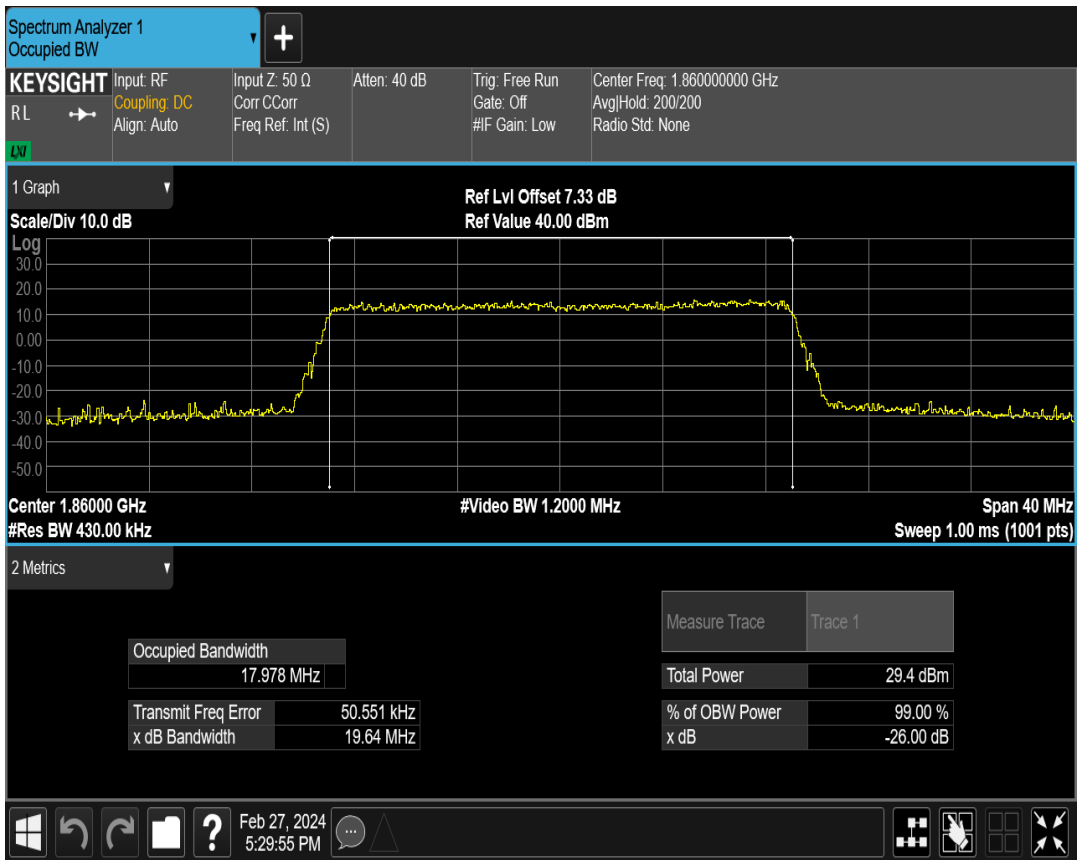 Spectrum Analyzer 1
Occupied BW
KEYSIGHT
RL
LXI
Input: RF
Coupling: DC
Align: Auto
Input Z: 50 Ω
Corr CCorr
Freq Ref: Int (S)
Atten: 40 dB
Trig: Free Run
Gate: Off
#IF Gain: Low
Center Freq: 1.860000000 GHz
Avg|Hold: 200/200
Radio Std: None
1 Graph
Scale/Div 10.0 dB
Ref Lvl Offset 7.33 dB
Ref Value 40.00 dBm
Log
30.0
20.0
10.0
0.00
-10.0
-20.0
-30.0
-40.0
-50.0
Center 1.86000 GHz
#Res BW 430.00 kHz
#Video BW 1.2000 MHz
Span 40 MHz
Sweep 1.00 ms (1001 pts)
2 Metrics
Measure Trace Trace 1
Occupied Bandwidth
17.978 MHz
Total Power 29.4 dBm
Transmit Freq Error 50.551 kHz
% of OBW Power 99.00 %
x dB Bandwidth 19.64 MHz
x dB -26.00 dB
?
Feb 27, 2024
5:29:55 PM